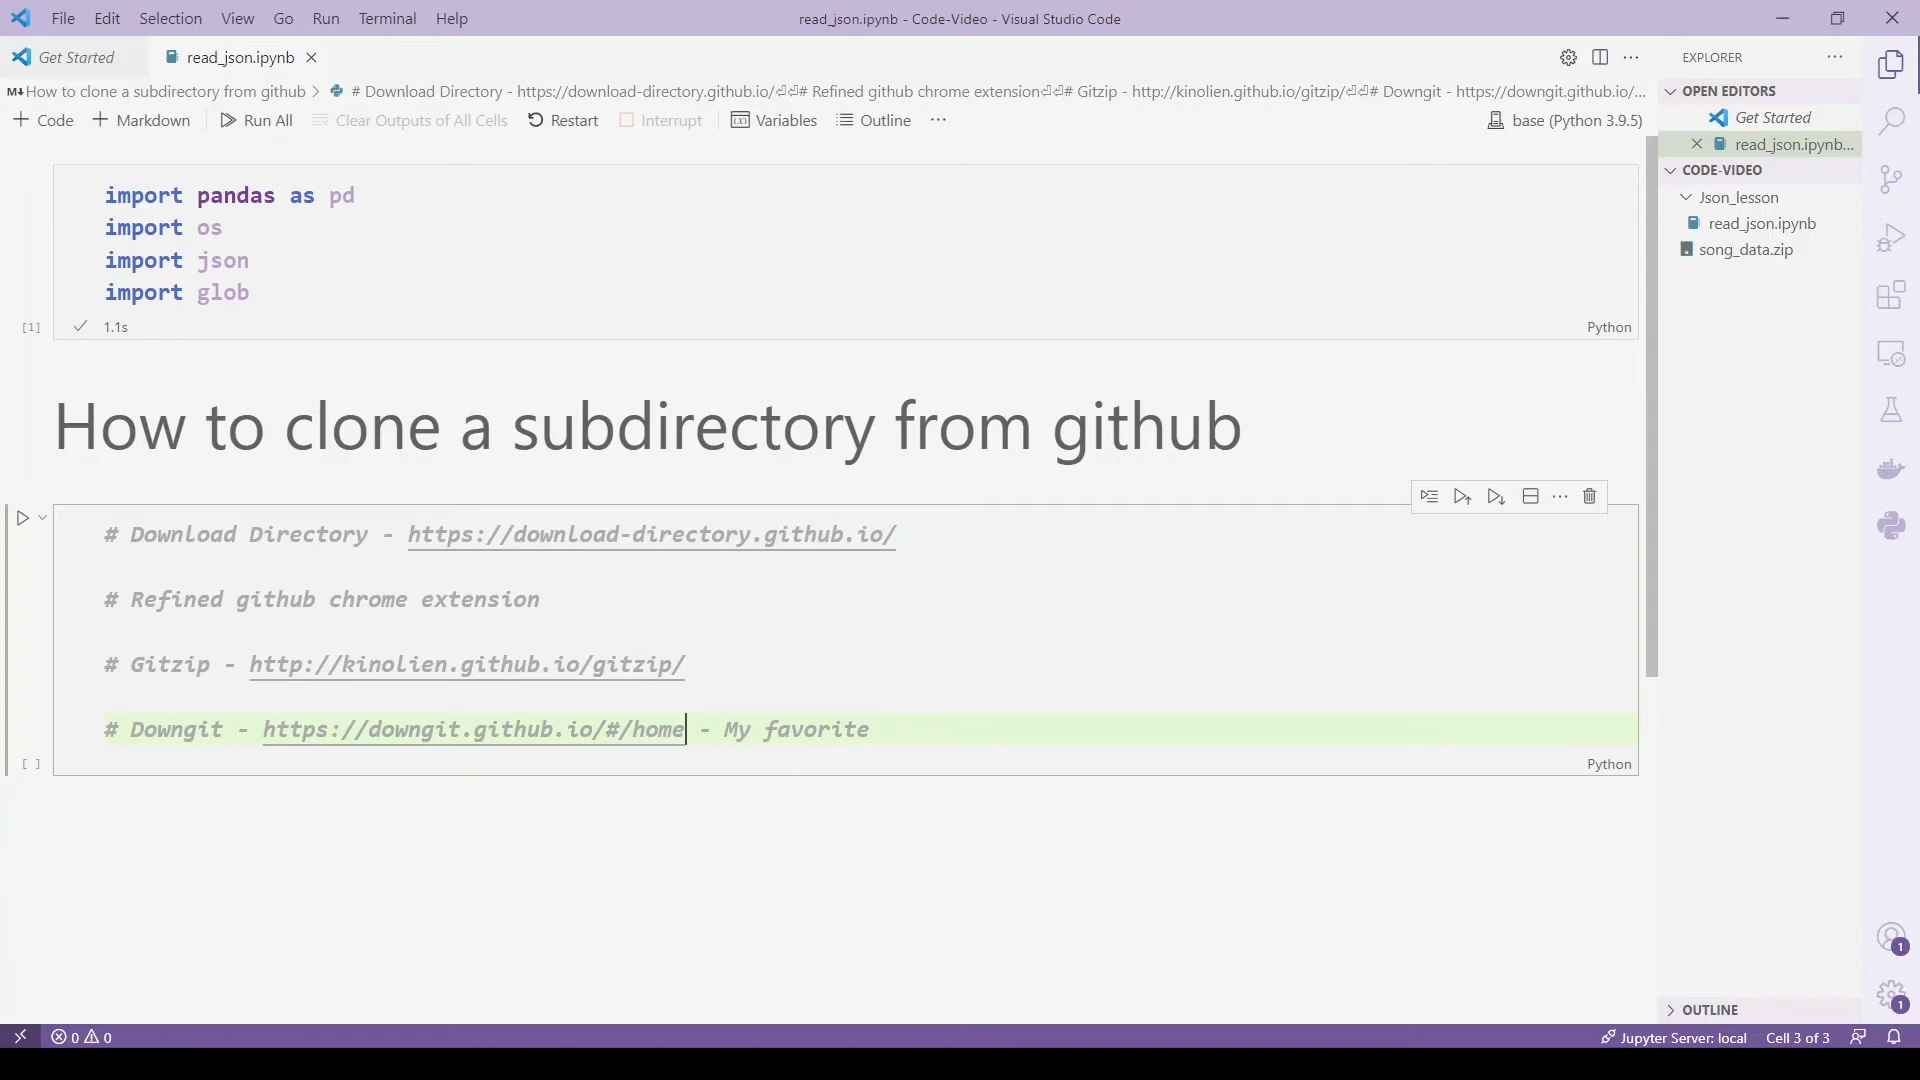 File Edit Selection View Go Run Terminal Help
read_json.ipynb - Code-Video - Visual Studio Code
Get Started
read_json.ipynb
M↓How to clone a subdirectory from github > # Download Directory - https://download-directory.github.io/⏎⏎# Refined github chrome extension⏎⏎# Gitzip - http://kinolien.github.io/gitzip/⏎⏎# Downgit - https://downgit.github.io/...
Code Markdown Run All Clear Outputs of All Cells Restart Interrupt Variables Outline ···
base (Python 3.9.5)
import pandas as pd
import os
import json
import glob
[1] 1.1s
Python
How to clone a subdirectory from github
# Download Directory - https://download-directory.github.io/
# Refined github chrome extension
# Gitzip - http://kinolien.github.io/gitzip/
# Downgit - https://downgit.github.io/#/home - My favorite
[ ]
Python
EXPLORER
OPEN EDITORS
Get Started
read_json.ipynb...
CODE-VIDEO
Json_lesson
read_json.ipynb
song_data.zip
1
1
OUTLINE
0 0
Jupyter Server: local Cell 3 of 3